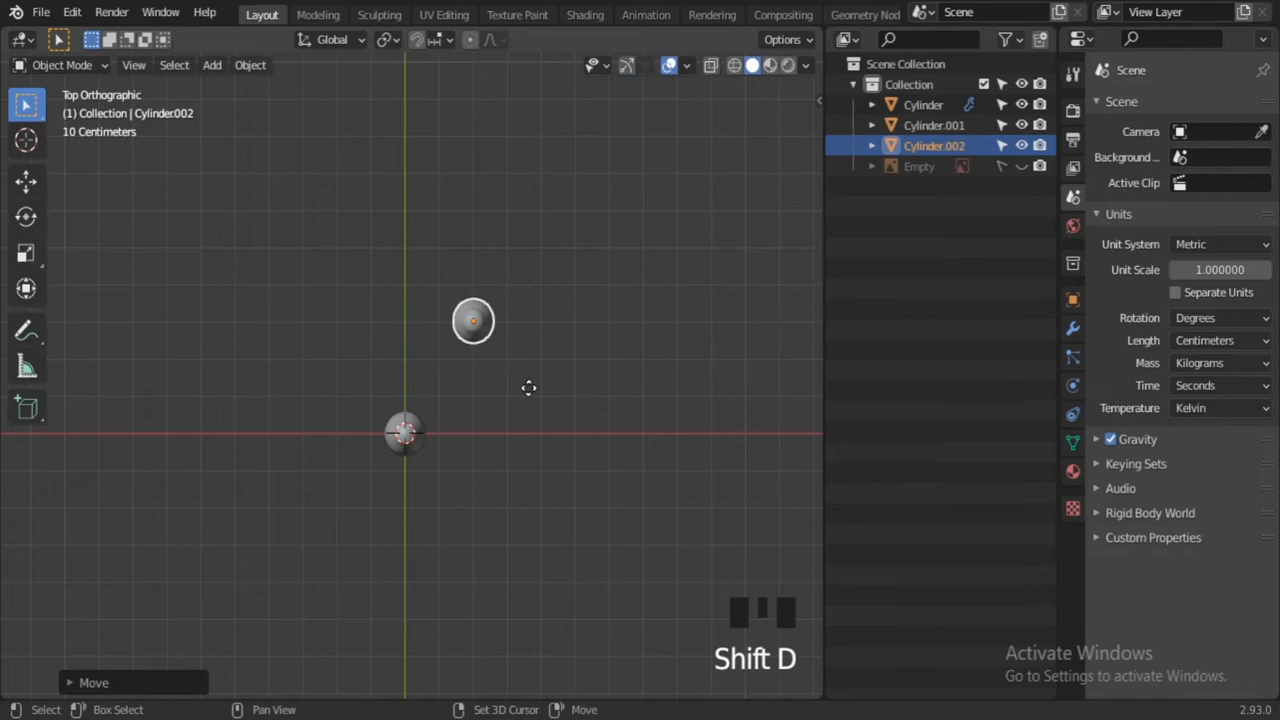 File Edit Render Window Help Layout Modeling Sculpting UV Editing Texture Paint Shading Animation Rendering Compositing Geometry Nod Scene View Layer
Global Options
Object Mode View Select Add Object
Top Orthographic
(1) Collection | Cylinder.002
10 Centimeters
Scene Collection
Collection
Cylinder
Cylinder.001
Cylinder.002
Empty
Scene
Scene
Camera
Background ...
Active Clip
Units
Unit System Metric
Unit Scale 1.000000
Separate Units
Rotation Degrees
Length Centimeters
Mass Kilograms
Time Seconds
Temperature Kelvin
Gravity
Keying Sets
Audio
Rigid Body World
Custom Properties
Shift D
Activate Windows
Go to Settings to activate Windows.
Move
Select Box Select Pan View Set 3D Cursor Move 2.93.0